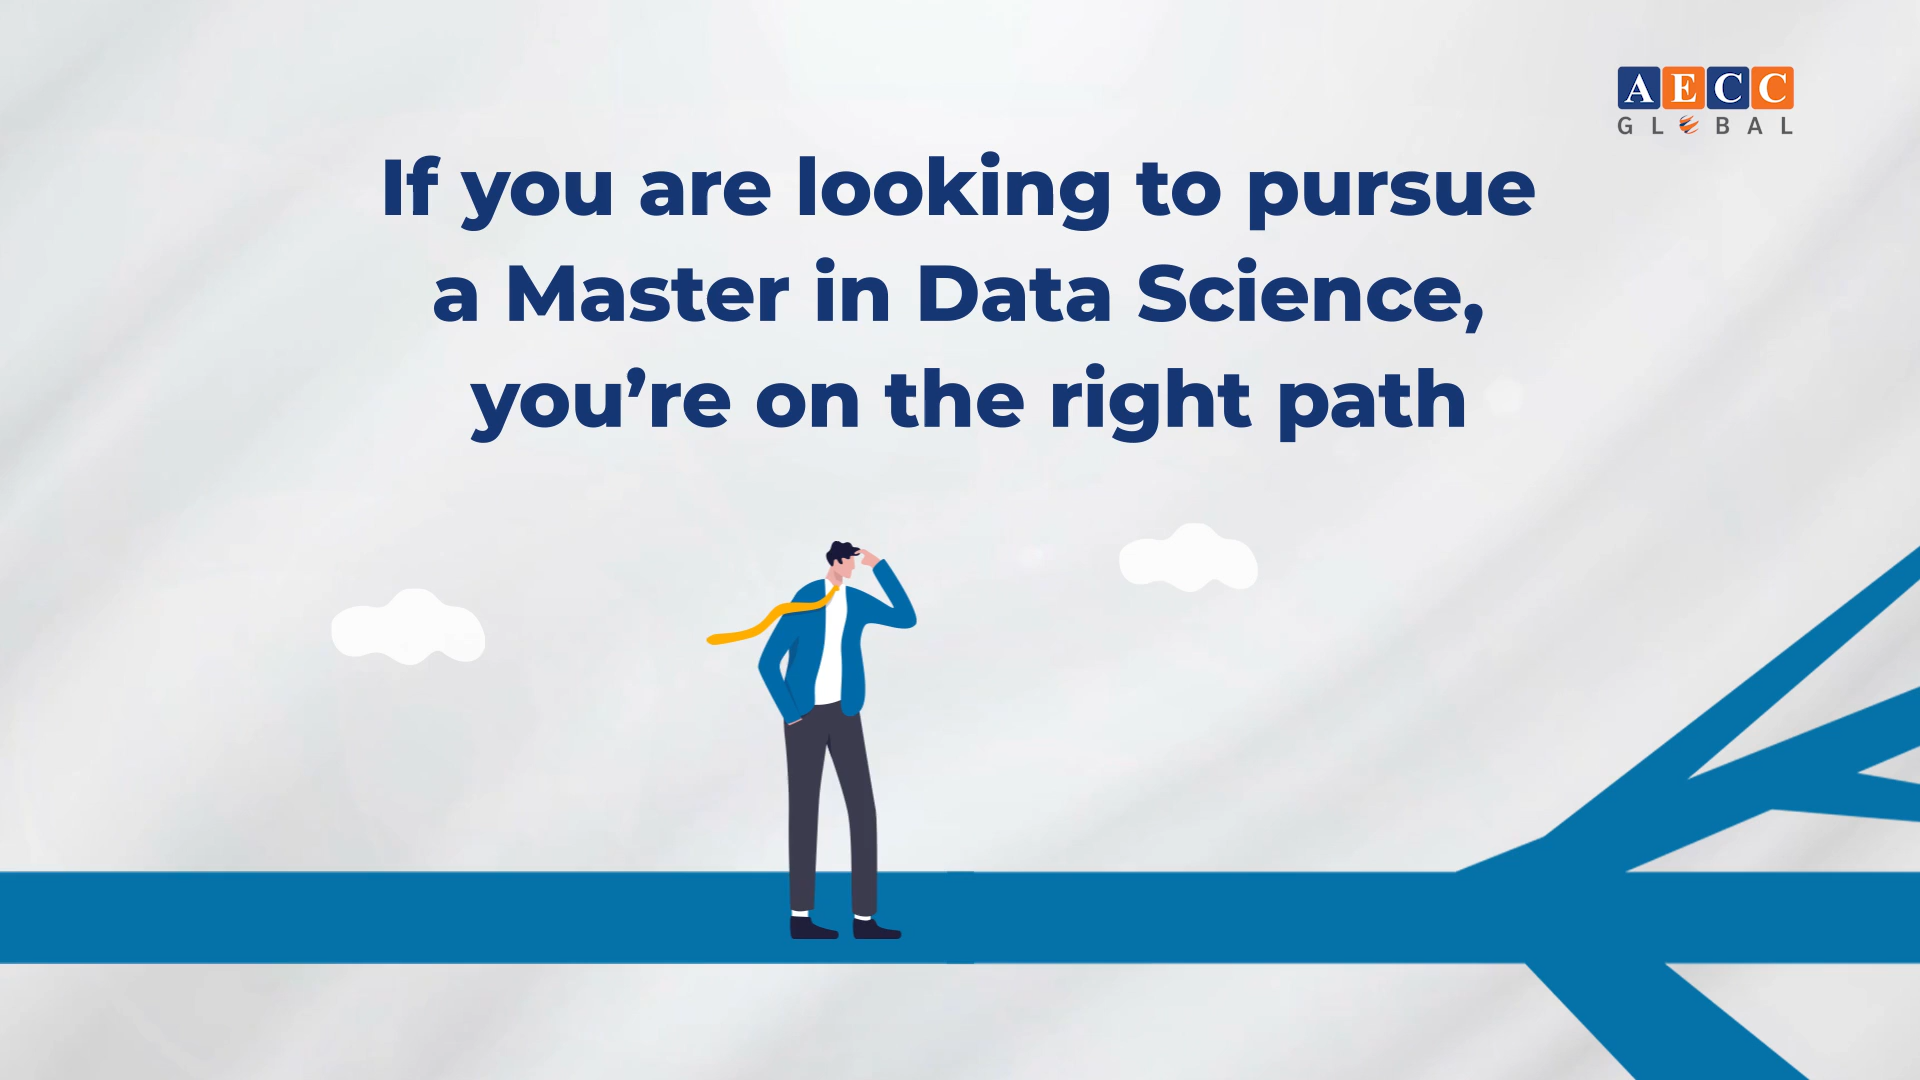 AECC
GLOBAL
If you are looking to pursue
a Master in Data Science,
you’re on the right path